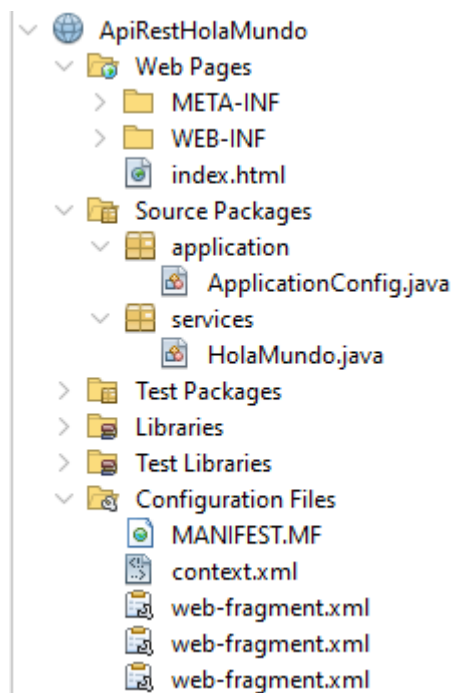 ApiRestHolaMundo
Web Pages
META-INF
WEB-INF
index.html
Source Packages
application
ApplicationConfig.java
services
HolaMundo.java
Test Packages
Libraries
Test Libraries
Configuration Files
MANIFEST.MF
context.xml
web-fragment.xml
web-fragment.xml
web-fragment.xml